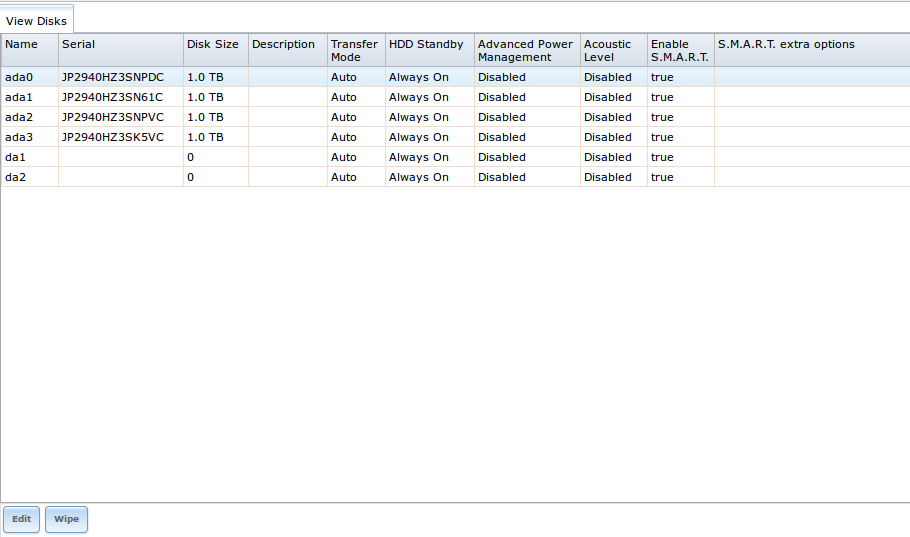 View Disks
Name Serial Disk Size Description Transfer Mode HDD Standby Advanced Power Management Acoustic Level Enable S.M.A.R.T. S.M.A.R.T. extra options
ada0 JP2940HZ3SNPDC 1.0 TB Auto Always On Disabled Disabled true
ada1 JP2940HZ3SN61C 1.0 TB Auto Always On Disabled Disabled true
ada2 JP2940HZ3SNPVC 1.0 TB Auto Always On Disabled Disabled true
ada3 JP2940HZ3SK5VC 1.0 TB Auto Always On Disabled Disabled true
da1 0 Auto Always On Disabled Disabled true
da2 0 Auto Always On Disabled Disabled true
Edit Wipe